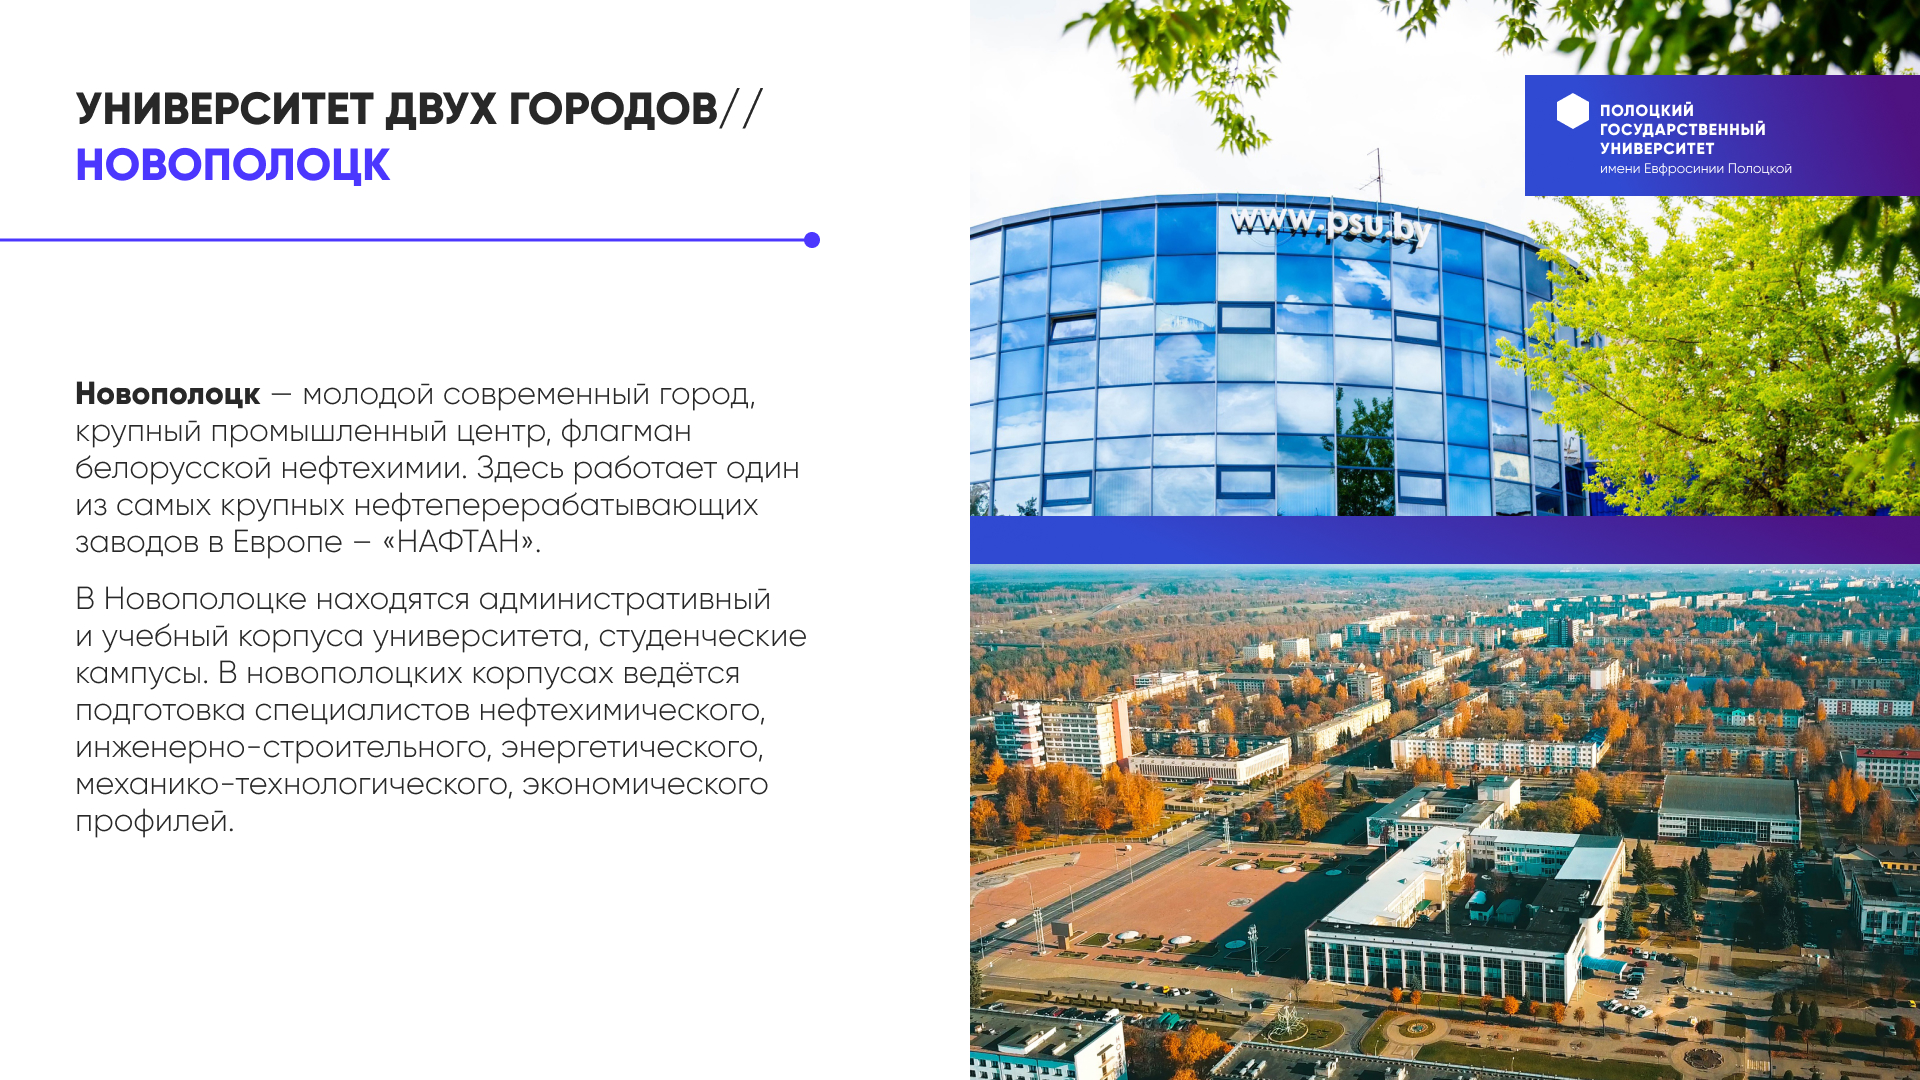 УНИВЕРСИТЕТ ДВУХ ГОРОДОВ//
НОВОПОЛОЦК
Новополоцк — молодой современный город,
крупный промышленный центр, флагман
белорусской нефтехимии. Здесь работает один
из самых крупных нефтеперерабатывающих
заводов в Европе – «НАФТАН».
В Новополоцке находятся административный
и учебный корпуса университета, студенческие
кампусы. В новополоцких корпусах ведётся
подготовка специалистов нефтехимического,
инженерно-строительного, энергетического,
механико-технологического, экономического
профилей.
ПОЛОЦКИЙ
ГОСУДАРСТВЕННЫЙ
УНИВЕРСИТЕТ
имени Евфросинии Полоцкой
www.psu.by